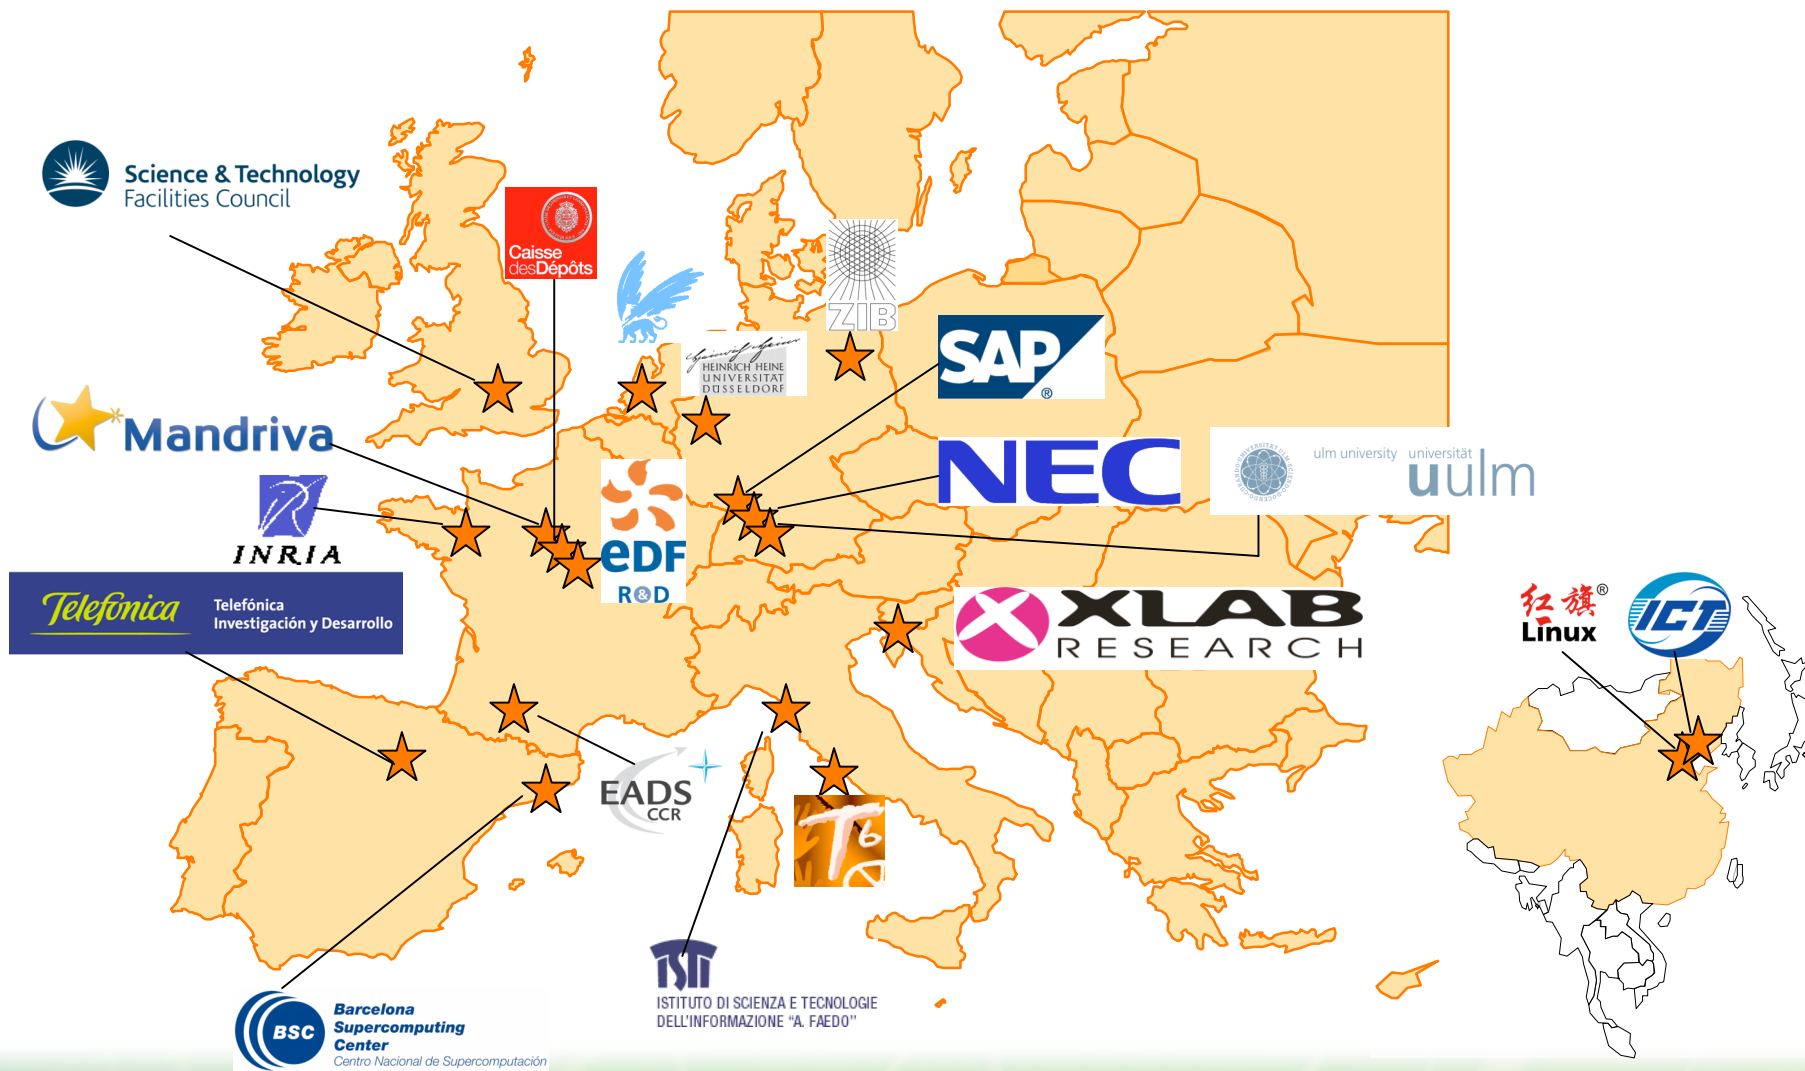 Science & Technology
Facilities Council
Caisse
desDépôts
ZIB
HEINRICH HEINE
UNIVERSITÄT
DÜSSELDORF
SAP
®
Mandriva
NEC
ulm university universität
uulm
INRIA
eDF
R&D
Telefónica
Telefónica
Investigación y Desarrollo
XLAB
RESEARCH
红旗®
Linux
ICT
EADS
CCR
T6
ISTI
ISTITUTO DI SCIENZA E TECNOLOGIE
DELL'INFORMAZIONE "A. FAEDO"
BSC
Barcelona
Supercomputing
Center
Centro Nacional de Supercomputación